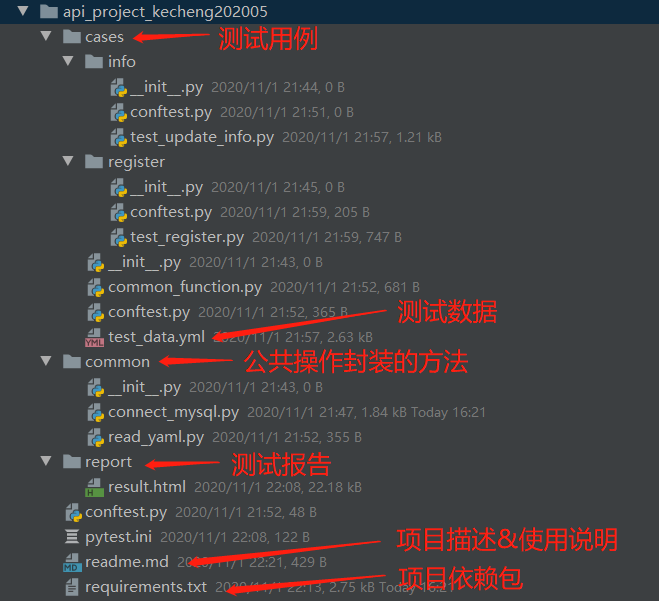 api_project_kecheng202005
cases 测试用例
info
__init__.py 2020/11/1 21:44, 0 B
conftest.py 2020/11/1 21:51, 0 B
test_update_info.py 2020/11/1 21:57, 1.21 kB
register
__init__.py 2020/11/1 21:45, 0 B
conftest.py 2020/11/1 21:59, 205 B
test_register.py 2020/11/1 21:59, 747 B
__init__.py 2020/11/1 21:43, 0 B
common_function.py 2020/11/1 21:52, 681 B
conftest.py 2020/11/1 21:52, 365 B 测试数据
test_data.yml 2020/11/1 21:57, 2.63 kB
common 公共操作封装的方法
__init__.py 2020/11/1 21:43, 0 B
connect_mysql.py 2020/11/1 21:47, 1.84 kB Today 16:21
read_yaml.py 2020/11/1 21:52, 355 B
report 测试报告
result.html 2020/11/1 22:08, 22.18 kB
conftest.py 2020/11/1 21:52, 48 B
pytest.ini 2020/11/1 22:08, 122 B 项目描述&使用说明
readme.md 2020/11/1 22:21, 429 B
requirements.txt 2020/11/1 22:13, 2.75 kB Today 16:21 项目依赖包